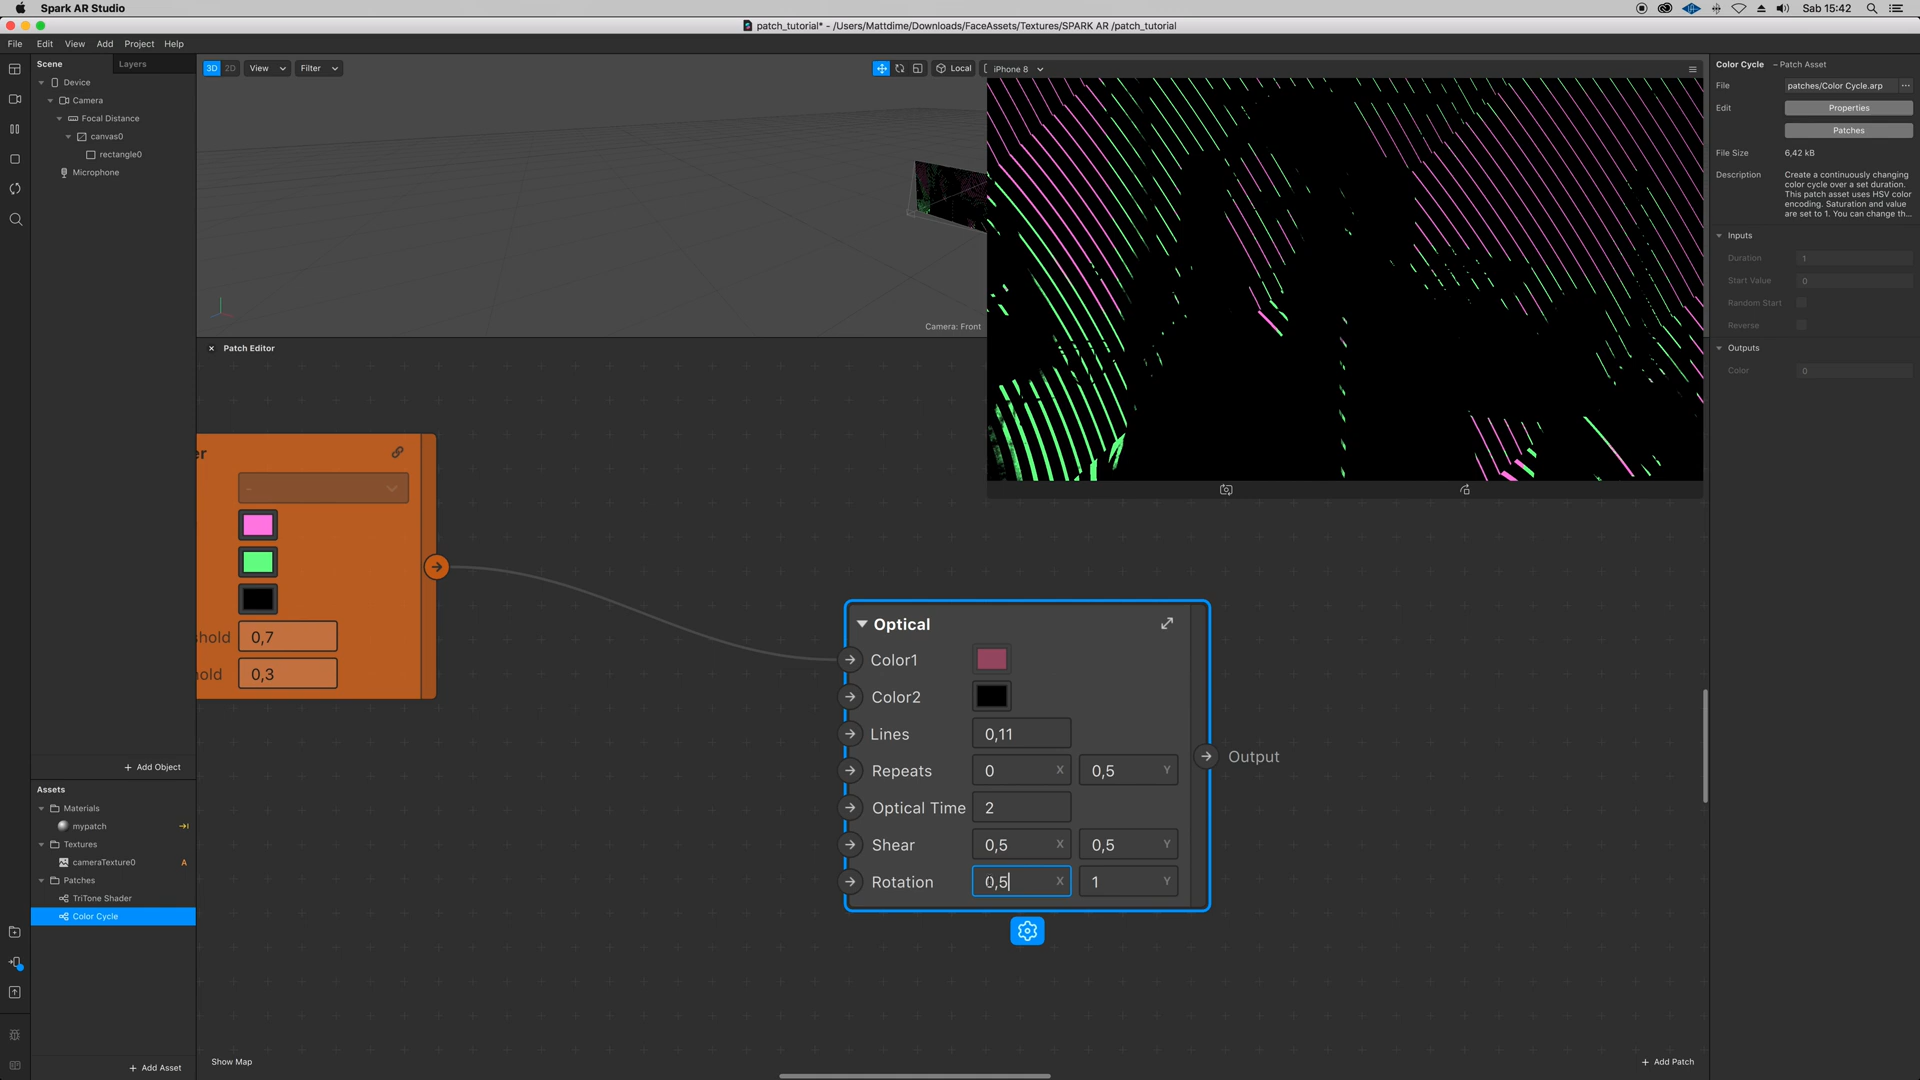 Spark AR Studio
Sab 15:42
patch_tutorial* - /Users/Mattdime/Downloads/FaceAssets/Textures/SPARK AR /patch_tutorial
File Edit View Add Project Help
Scene Layers
Device
Camera
Focal Distance
canvas0
rectangle0
Microphone
+ Add Object
Assets
Materials
mypatch
Textures
cameraTexture0 A
Patches
TriTone Shader
Color Cycle
+ Add Asset
3D 2D View Filter
Local
iPhone 8
Camera: Front
× Patch Editor
er
-
shold 0,7
hold 0,3
Optical
Color1
Color2
Lines 0,11
Repeats 0 X 0,5 Y
Optical Time 2
Shear 0,5 X 0,5 Y
Rotation 0,5 X 1 Y
Output
Show Map
+ Add Patch
Color Cycle – Patch Asset
File patches/Color Cycle.arp ...
Edit Properties
Patches
File Size 6,42 kB
Description Create a continuously changing
color cycle over a set duration.
This patch asset uses HSV color
encoding. Saturation and value
are set to 1. You can change th...
Inputs
Duration 1
Start Value 0
Random Start
Reverse
Outputs
Color 0